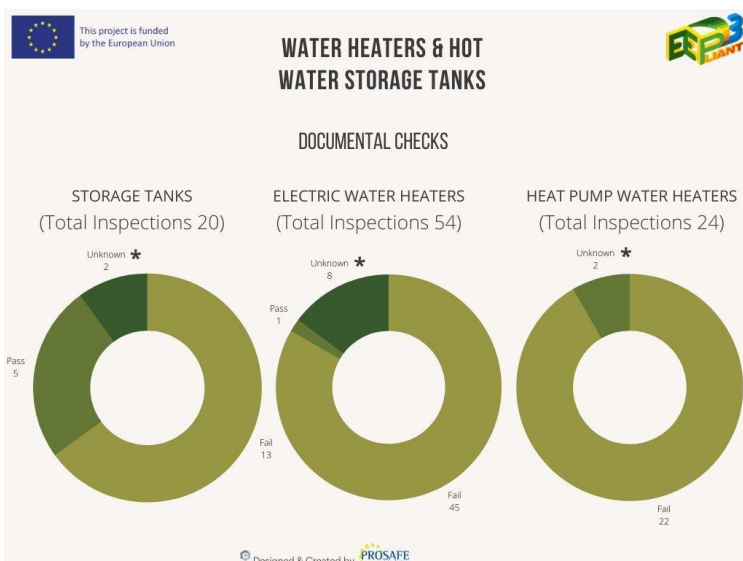 This project is funded
by the European Union
EEPLIANT3
WATER HEATERS & HOT
WATER STORAGE TANKS
DOCUMENTAL CHECKS
STORAGE TANKS
(Total Inspections 20)
Unknown *
2
Pass
5
Fail
13
ELECTRIC WATER HEATERS
(Total Inspections 54)
Unknown *
8
Pass
1
Fail
45
HEAT PUMP WATER HEATERS
(Total Inspections 24)
Unknown *
2
Fail
22
Designed & Created by PROSAFE